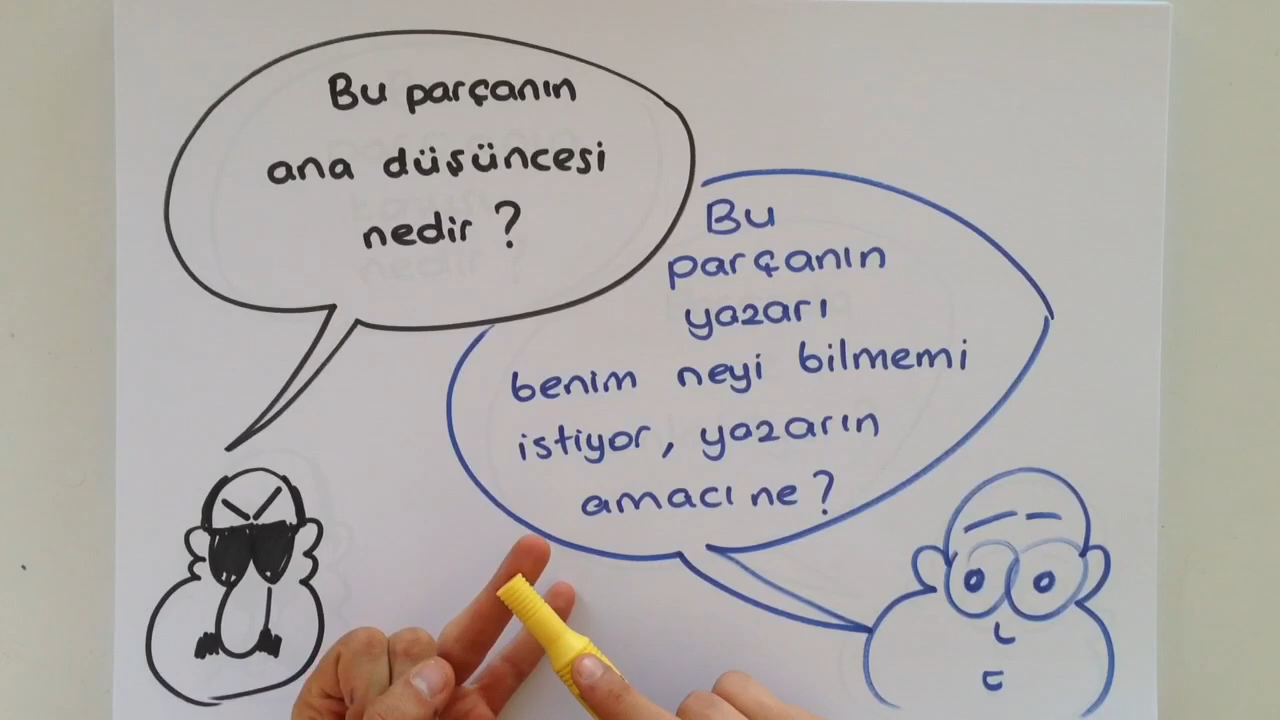 Bu parçanın
ana düşüncesi
nedir ?
Bu
parçanın
yazarı
benim neyi bilmemi
istiyor, yazarın
amacı ne ?